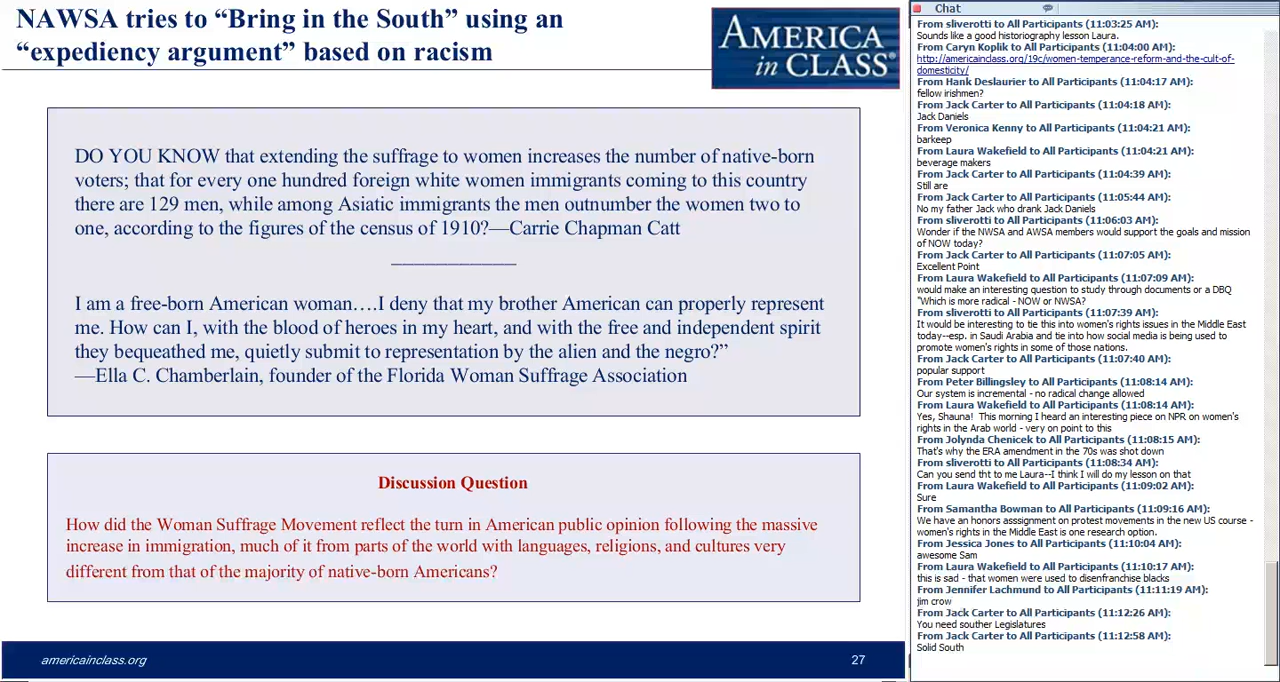 NAWSA tries to “Bring in the South” using an
“expediency argument” based on racism
AMERICA
in CLASS®
DO YOU KNOW that extending the suffrage to women increases the number of native-born
voters; that for every one hundred foreign white women immigrants coming to this country
there are 129 men, while among Asiatic immigrants the men outnumber the women two to
one, according to the figures of the census of 1910?—Carrie Chapman Catt
____________
I am a free-born American woman….I deny that my brother American can properly represent
me. How can I, with the blood of heroes in my heart, and with the free and independent spirit
they bequeathed me, quietly submit to representation by the alien and the negro?”
—Ella C. Chamberlain, founder of the Florida Woman Suffrage Association
Discussion Question
How did the Woman Suffrage Movement reflect the turn in American public opinion following the massive
increase in immigration, much of it from parts of the world with languages, religions, and cultures very
different from that of the majority of native-born Americans?
americainclass.org
27
Chat
From sliverotti to All Participants (11:03:25 AM):
Sounds like a good historiography lesson Laura.
From Caryn Koplik to All Participants (11:04:00 AM):
http://americainclass.org/19c/women-temperance-reform-and-the-cult-of-
domesticity/
From Hank Deslaurier to All Participants (11:04:17 AM):
fellow irishmen?
From Jack Carter to All Participants (11:04:18 AM):
Jack Daniels
From Veronica Kenny to All Participants (11:04:21 AM):
barkeep
From Laura Wakefield to All Participants (11:04:21 AM):
beverage makers
From Jack Carter to All Participants (11:04:39 AM):
Still are
From Jack Carter to All Participants (11:05:44 AM):
No my father Jack who drank Jack Daniels
From sliverotti to All Participants (11:06:03 AM):
Wonder if the NWSA and AWSA members would support the goals and mission
of NOW today?
From Jack Carter to All Participants (11:07:05 AM):
Excellent Point
From Laura Wakefield to All Participants (11:07:09 AM):
would make an interesting question to study through documents or a DBQ
"Which is more radical - NOW or NWSA?
From sliverotti to All Participants (11:07:39 AM):
It would be interesting to tie this into women's rights issues in the Middle East
today--esp. in Saudi Arabia and tie into how social media is being used to
promote women's rights in some of those nations.
From Jack Carter to All Participants (11:07:40 AM):
popular support
From Peter Billingsley to All Participants (11:08:14 AM):
Our system is incremental - no radical change allowed
From Laura Wakefield to All Participants (11:08:14 AM):
Yes, Shauna! This morning I heard an interesting piece on NPR on women's
rights in the Arab world - very on point to this
From Jolynda Chenicek to All Participants (11:08:15 AM):
That's why the ERA amendment in the 70s was shot down
From sliverotti to All Participants (11:08:34 AM):
Can you send tht to me Laura--I think I will do my lesson on that
From Laura Wakefield to All Participants (11:09:02 AM):
Sure
From Samantha Bowman to All Participants (11:09:16 AM):
We have an honors asssignment on protest movements in the new US course -
women's rights in the Middle East is one research option.
From Jessica Jones to All Participants (11:10:04 AM):
awesome Sam
From Laura Wakefield to All Participants (11:10:17 AM):
this is sad - that women were used to disenfranchise blacks
From Jennifer Lachmund to All Participants (11:11:19 AM):
jim crow
From Jack Carter to All Participants (11:12:26 AM):
You need souther Legislatures
From Jack Carter to All Participants (11:12:58 AM):
Solid South